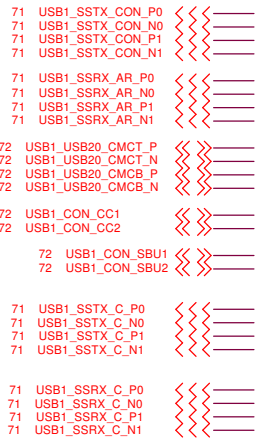 71 USB1_SSTX_CON_P0
71 USB1_SSTX_CON_N0
71 USB1_SSTX_CON_P1
71 USB1_SSTX_CON_N1
71 USB1_SSRX_AR_P0
71 USB1_SSRX_AR_N0
71 USB1_SSRX_AR_P1
71 USB1_SSRX_AR_N1
72 USB1_USB20_CMCT_P
72 USB1_USB20_CMCT_N
72 USB1_USB20_CMCB_P
72 USB1_USB20_CMCB_N
72 USB1_CON_CC1
72 USB1_CON_CC2
72 USB1_CON_SBU1
72 USB1_CON_SBU2
71 USB1_SSTX_C_P0
71 USB1_SSTX_C_N0
71 USB1_SSTX_C_P1
71 USB1_SSTX_C_N1
71 USB1_SSRX_C_P0
71 USB1_SSRX_C_N0
71 USB1_SSRX_C_P1
71 USB1_SSRX_C_N1